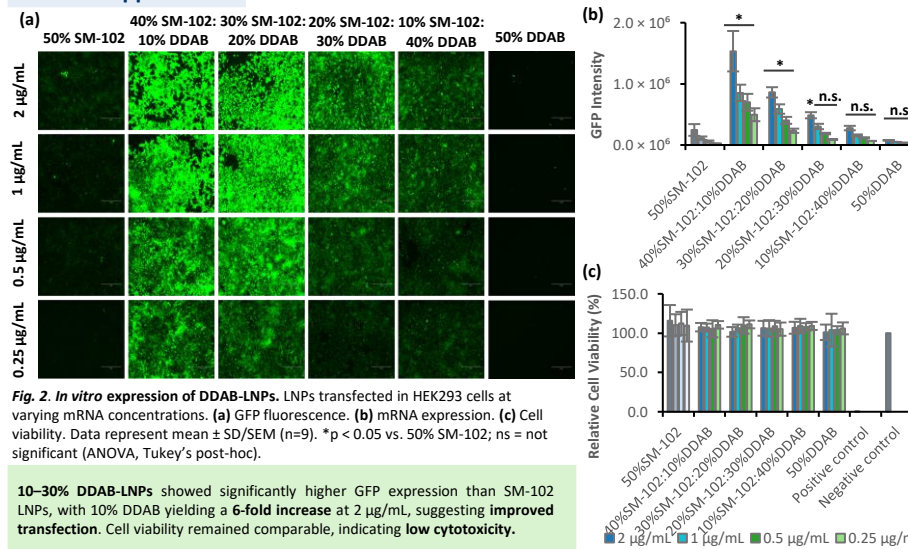 (a)
50% SM-102
40% SM-102:
10% DDAB
30% SM-102:
20% DDAB
20% SM-102:
30% DDAB
10% SM-102:
40% DDAB
50% DDAB
2 µg/mL
1 µg/mL
0.5 µg/mL
0.25 µg/mL
Fig. 2. In vitro expression of DDAB-LNPs. LNPs transfected in HEK293 cells at
varying mRNA concentrations. (a) GFP fluorescence. (b) mRNA expression. (c) Cell
viability. Data represent mean ± SD/SEM (n=9). *p < 0.05 vs. 50% SM-102; ns = not
significant (ANOVA, Tukey's post-hoc).
10–30% DDAB-LNPs showed significantly higher GFP expression than SM-102
LNPs, with 10% DDAB yielding a 6-fold increase at 2 µg/mL, suggesting improved
transfection. Cell viability remained comparable, indicating low cytotoxicity.
(b)
GFP Intensity
2.0 × 10⁶
1.0 × 10⁶
0.0 × 10⁶
*
*
*
n.s.
n.s.
n.s
50%SM-102
40%SM-102:10%DDAB
30%SM-102:20%DDAB
20%SM-102:30%DDAB
10%SM-102:40%DDAB
50%DDAB
(c)
Relative Cell Viability (%)
150.0
100.0
50.0
0.0
50%SM-102
40%SM-102:10%DDAB
30%SM-102:20%DDAB
20%SM-102:30%DDAB
10%SM-102:40%DDAB
50%DDAB
Positive control
Negative control
2 µg/mL
1 µg/mL
0.5 µg/mL
0.25 µg/m